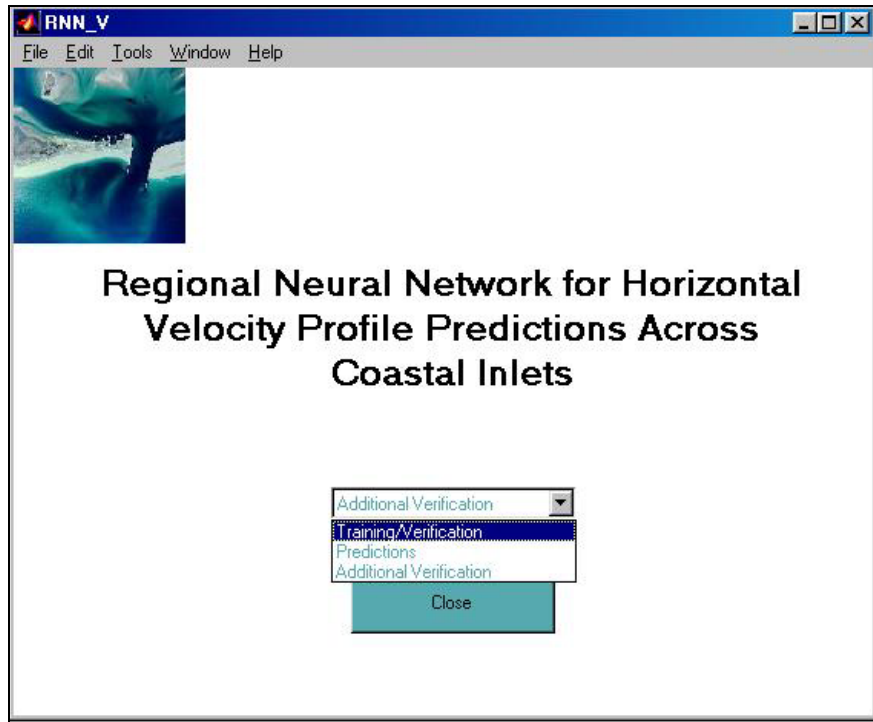 RNN_V
File Edit Tools Window Help
Regional Neural Network for Horizontal
Velocity Profile Predictions Across
Coastal Inlets
Additional Verification
Training/Verification
Predictions
Additional Verification
Close